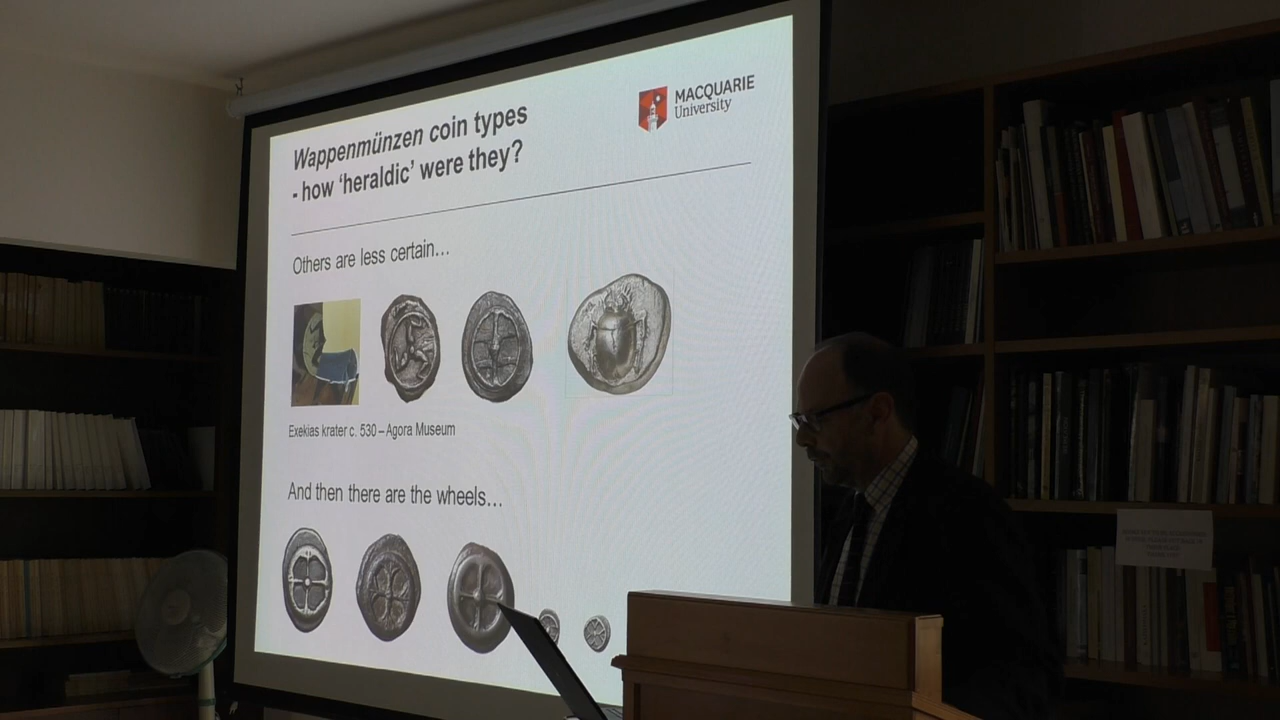 Wappenmünzen coin types
- how ‘heraldic’ were they?
MACQUARIE
University
Others are less certain…
Exekias krater c. 530 – Agora Museum
And then there are the wheels…